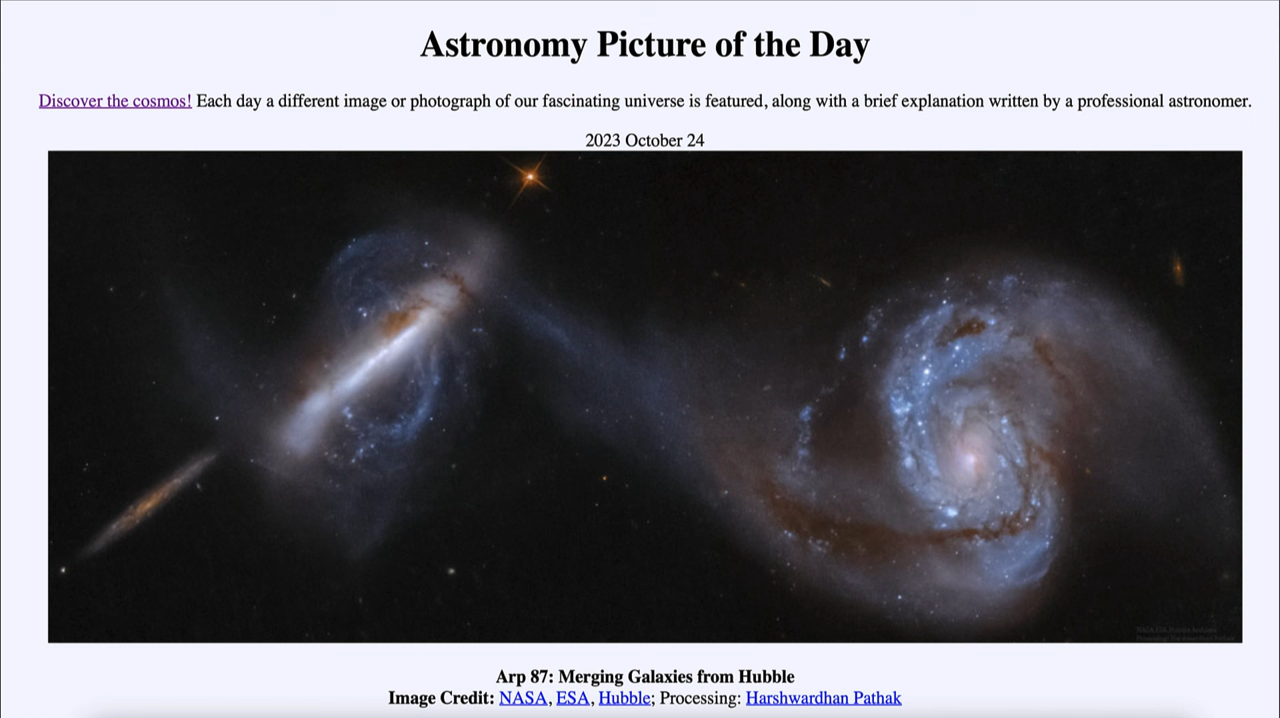 Astronomy Picture of the Day
Discover the cosmos! Each day a different image or photograph of our fascinating universe is featured, along with a brief explanation written by a professional astronomer.
2023 October 24
Arp 87: Merging Galaxies from Hubble
Image Credit: NASA, ESA, Hubble; Processing: Harshwardhan Pathak